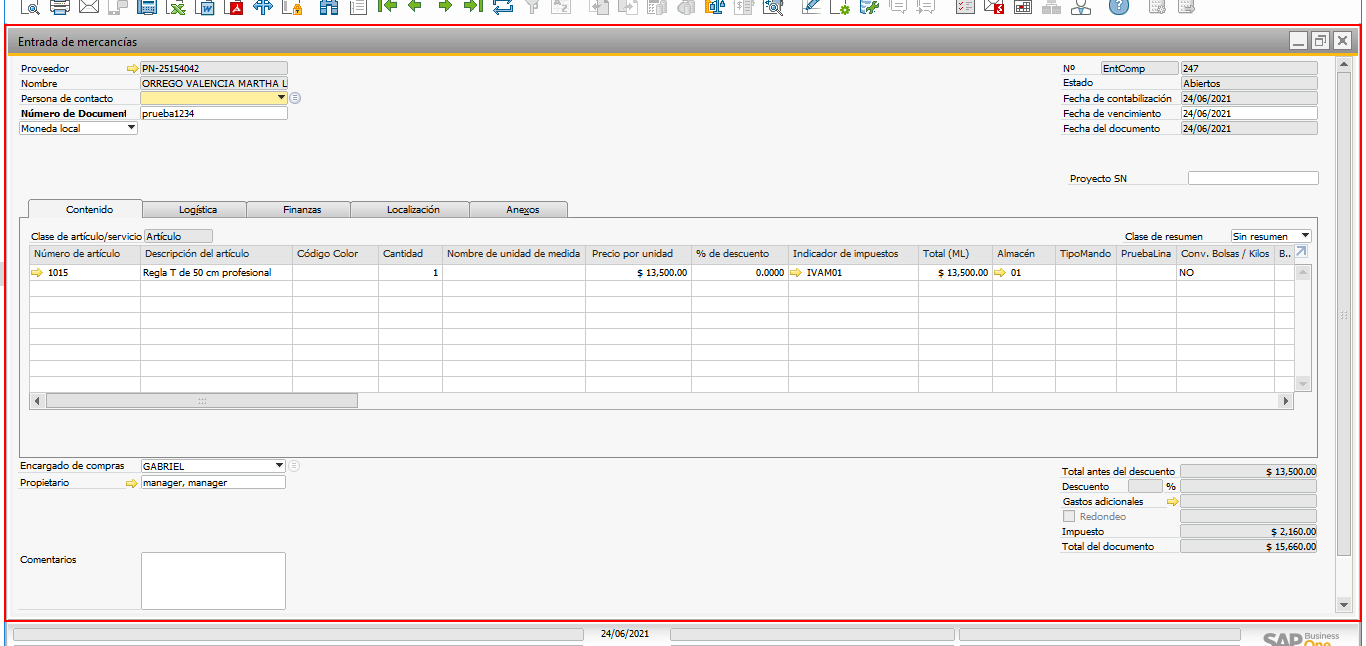 Entrada de mercancías
Proveedor PN-25154042
Nombre ORREGO VALENCIA MARTHA L
Persona de contacto
Número de Document prueba1234
Moneda local
Nº EntComp 247
Estado Abiertos
Fecha de contabilización 24/06/2021
Fecha de vencimiento 24/06/2021
Fecha del documento 24/06/2021
Proyecto SN
Contenido Logística Finanzas Localización Anexos
Clase de artículo/servicio Artículo Clase de resumen Sin resumen
Número de artículo Descripción del artículo Código Color Cantidad Nombre de unidad de medida Precio por unidad % de descuento Indicador de impuestos Total (ML) Almacén TipoMando PruebaLina Conv. Bolsas / Kilos B..
1015 Regla T de 50 cm profesional 1 $ 13,500.00 0.0000 IVAM01 $ 13,500.00 01 NO
Encargado de compras GABRIEL
Propietario manager, manager
Total antes del descuento $ 13,500.00
Descuento %
Gastos adicionales
Redondeo
Impuesto $ 2,160.00
Total del documento $ 15,660.00
Comentarios
24/06/2021
SAP Business One